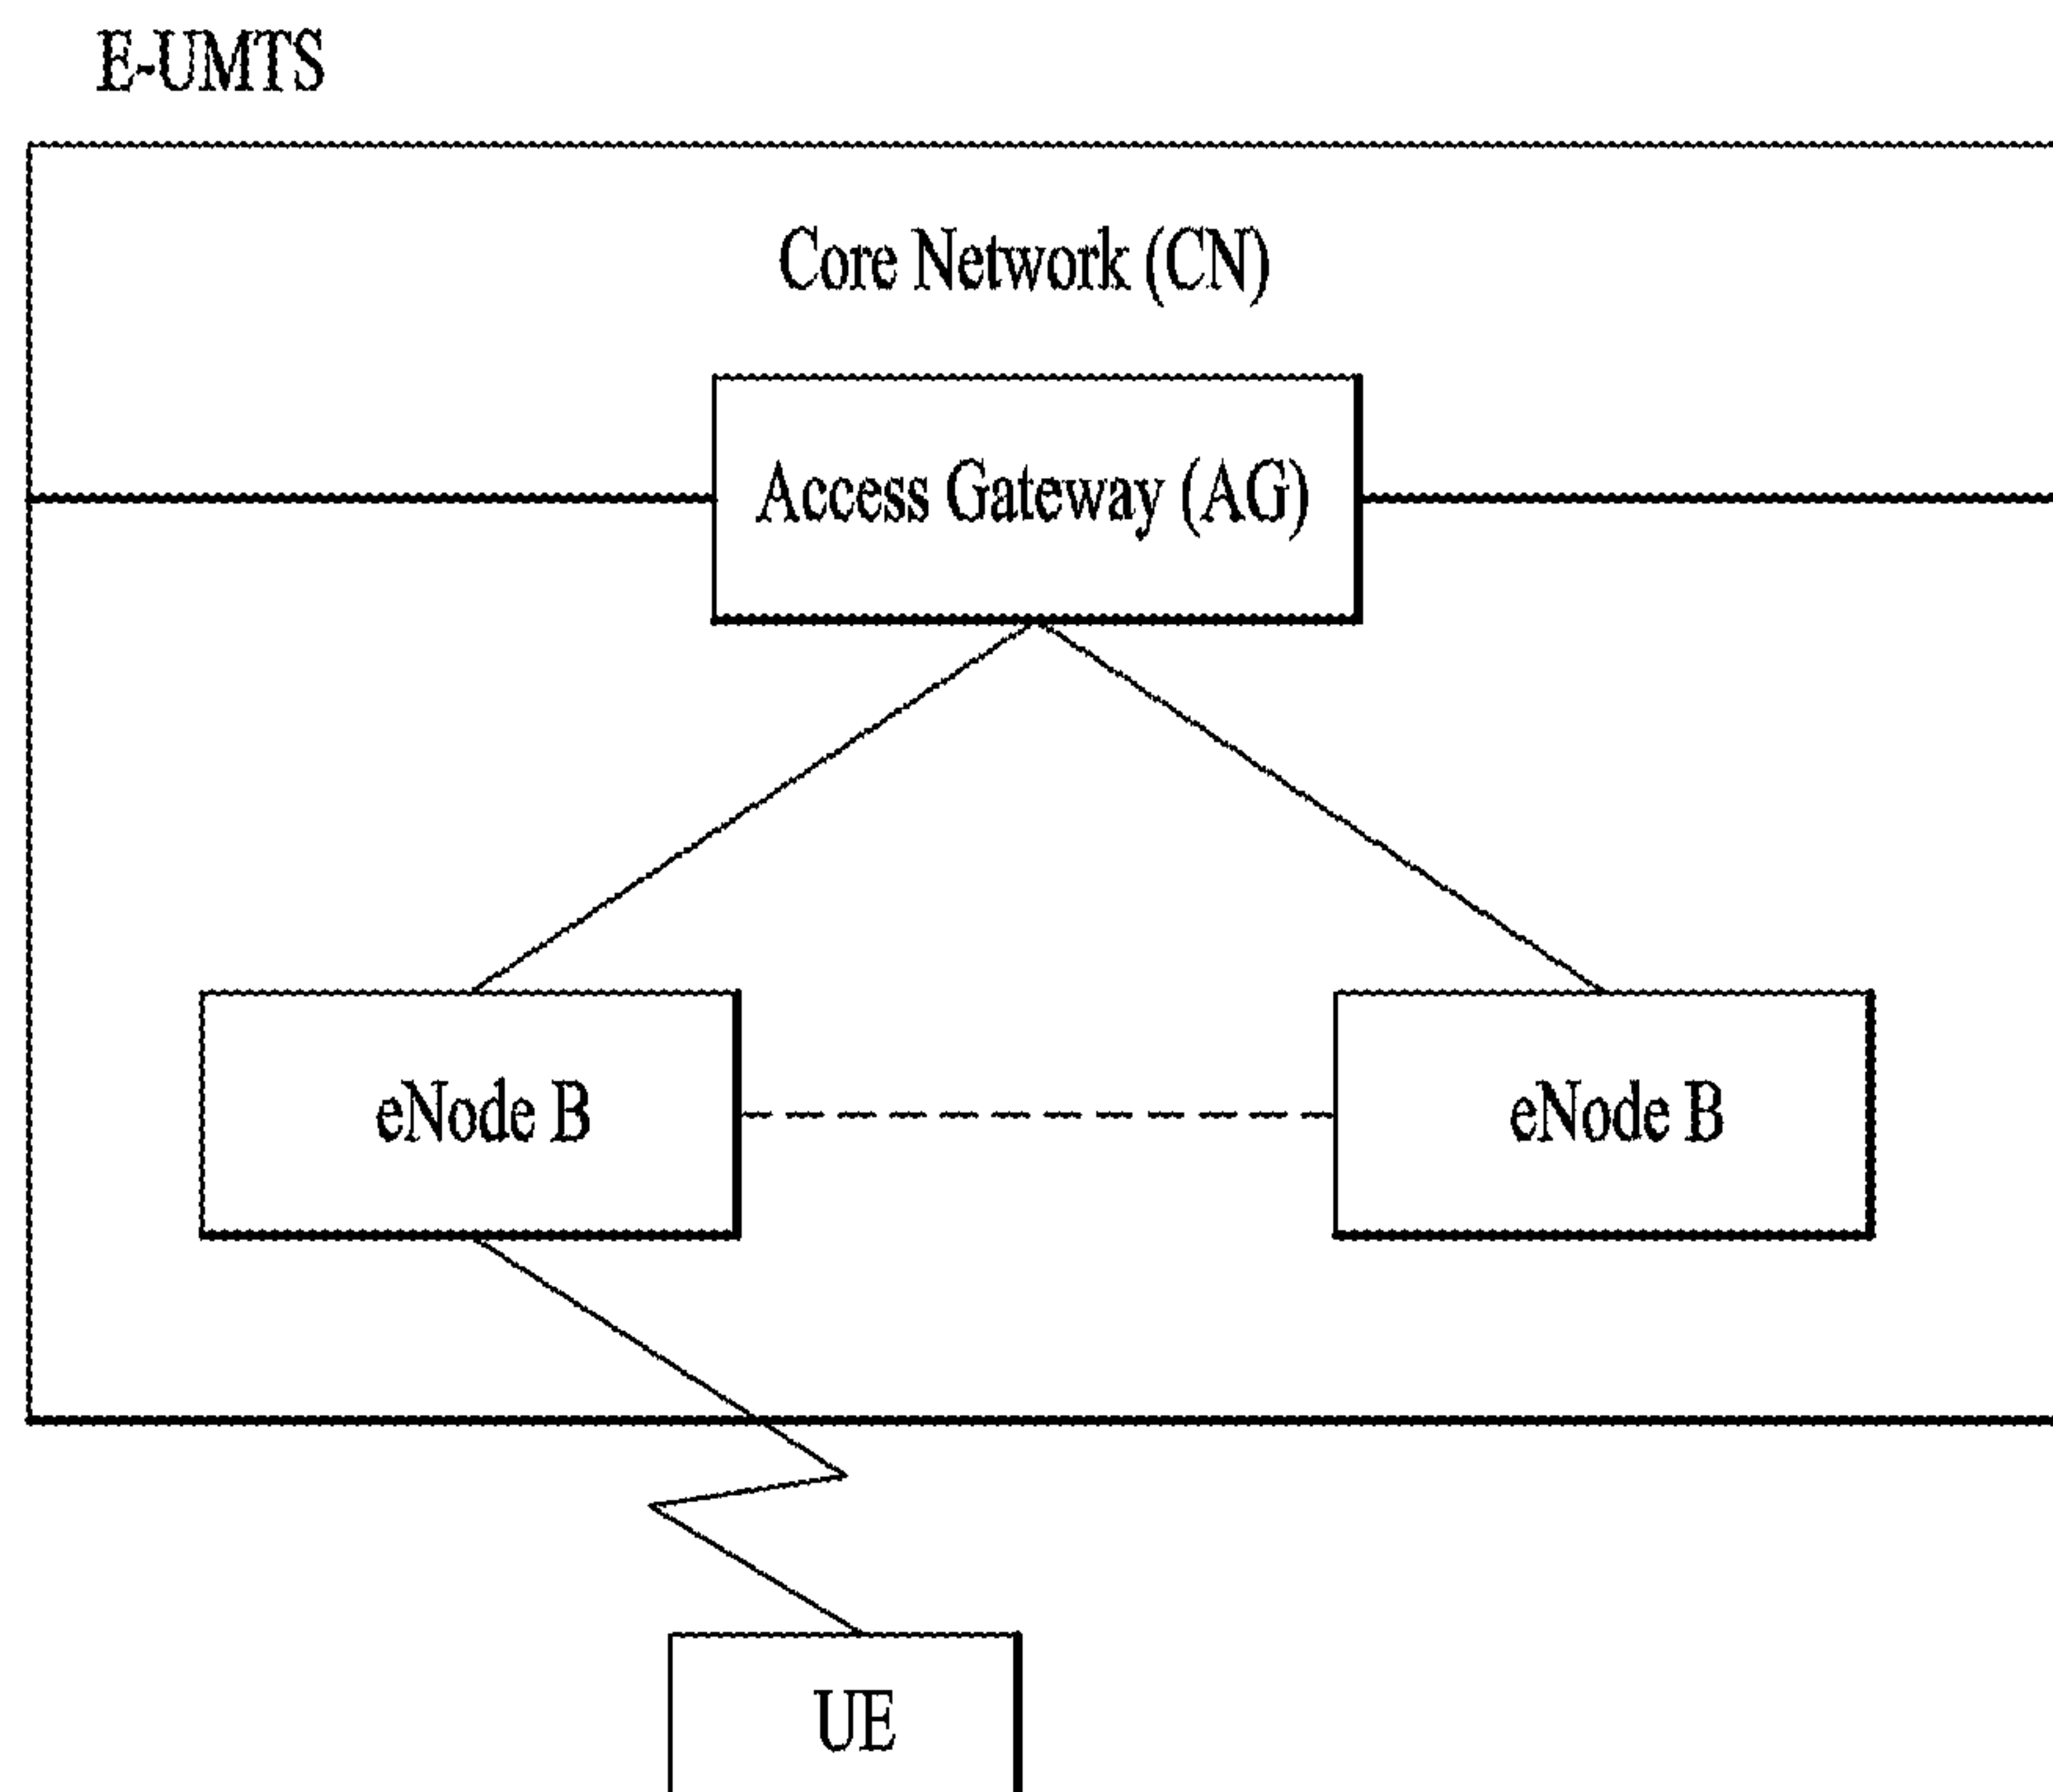 E-UMTS
Core Network (CN)
Access Gateway (AG)
eNode B
eNode B
UE